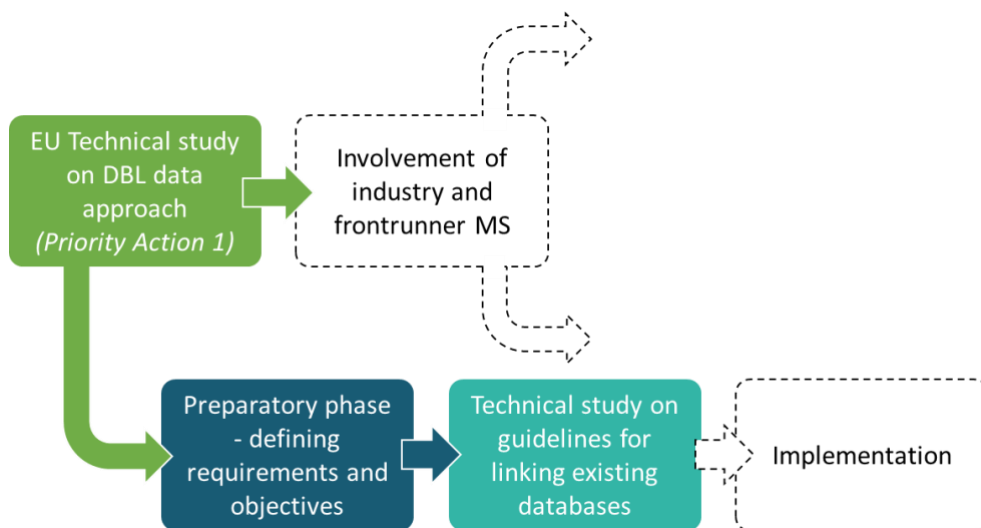 EU Technical study
on DBL data
approach
(Priority Action 1)
Involvement of
industry and
frontrunner MS
Preparatory phase
- defining
requirements and
objectives
Technical study on
guidelines for
linking existing
databases
Implementation